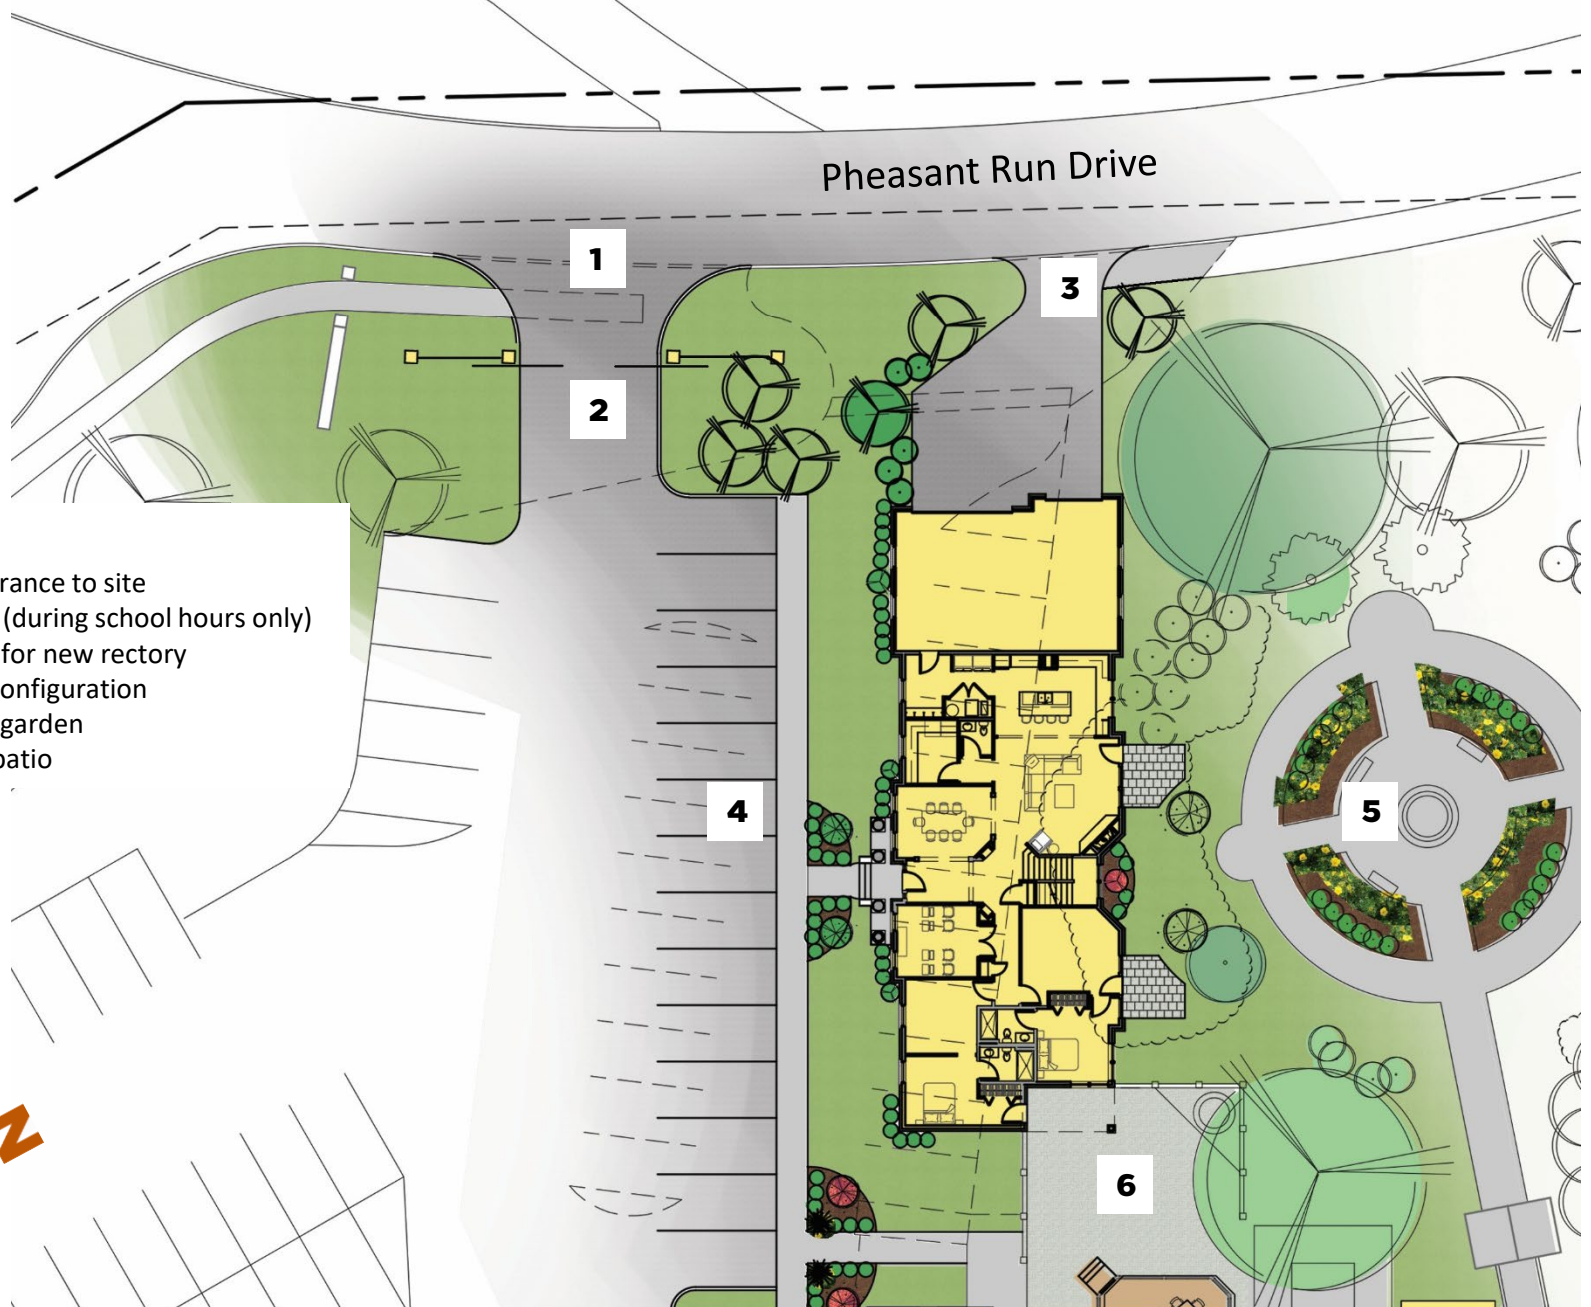 Pheasant Run Drive
1
3
2
rance to site
(during school hours only)
for new rectory
onfiguration
garden
patio
4
5
N
6